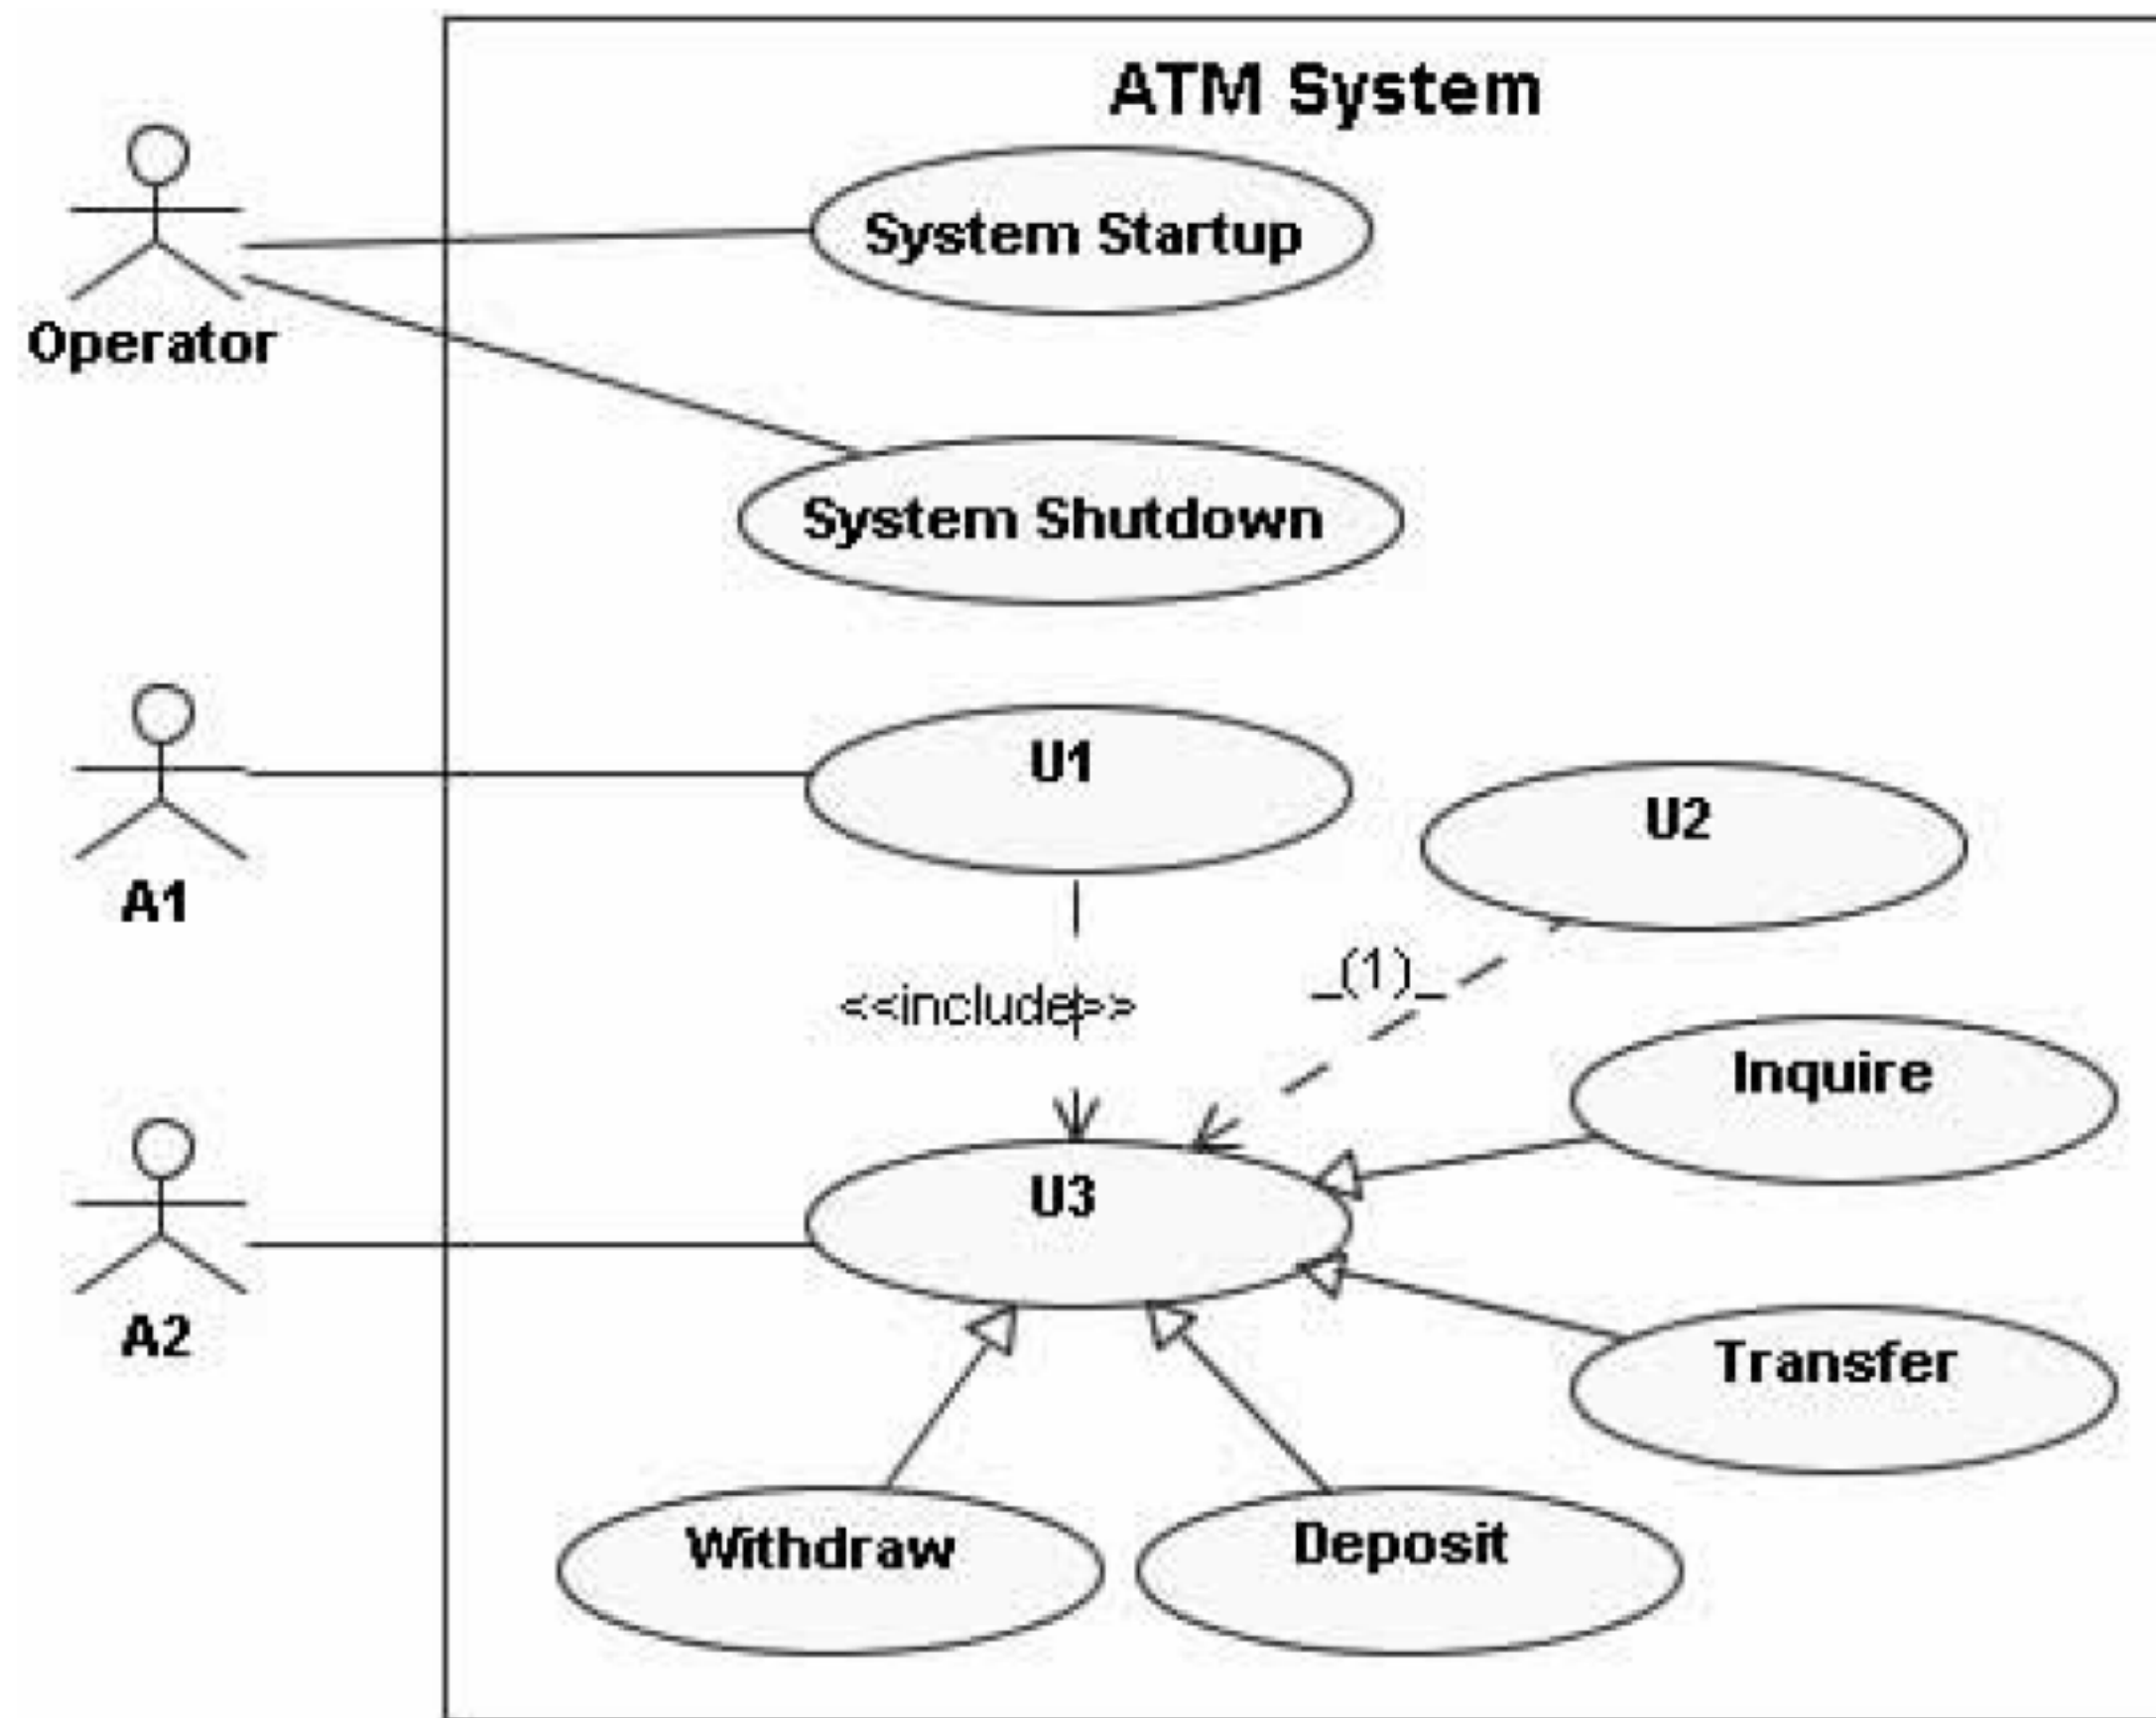 ATM System
System Startup
Operator
System Shutdown
U1
U2
A1
_(1)_
<<include>>
Inquire
U3
A2
Transfer
Withdraw
Deposit